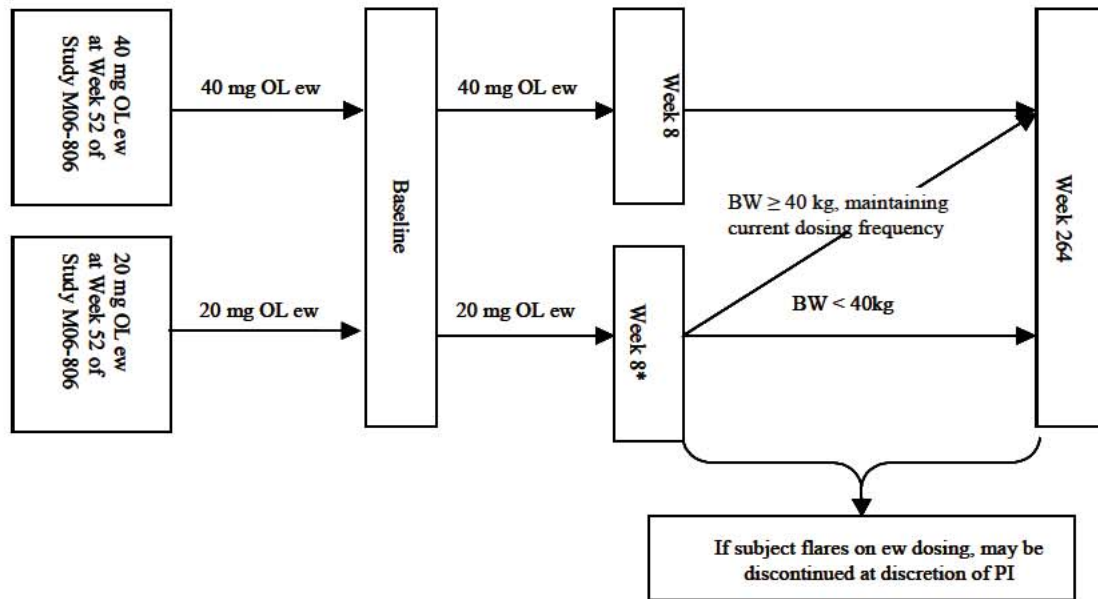 40 mg OL ew
at Week 52 of
Study M06-806
40 mg OL ew
Baseline
40 mg OL ew
Week 8
20 mg OL ew
at Week 52 of
Study M06-806
20 mg OL ew
20 mg OL ew
Week 8*
BW ≥ 40 kg, maintaining
current dosing frequency
BW < 40kg
Week 264
If subject flares on ew dosing, may be
discontinued at discretion of PI